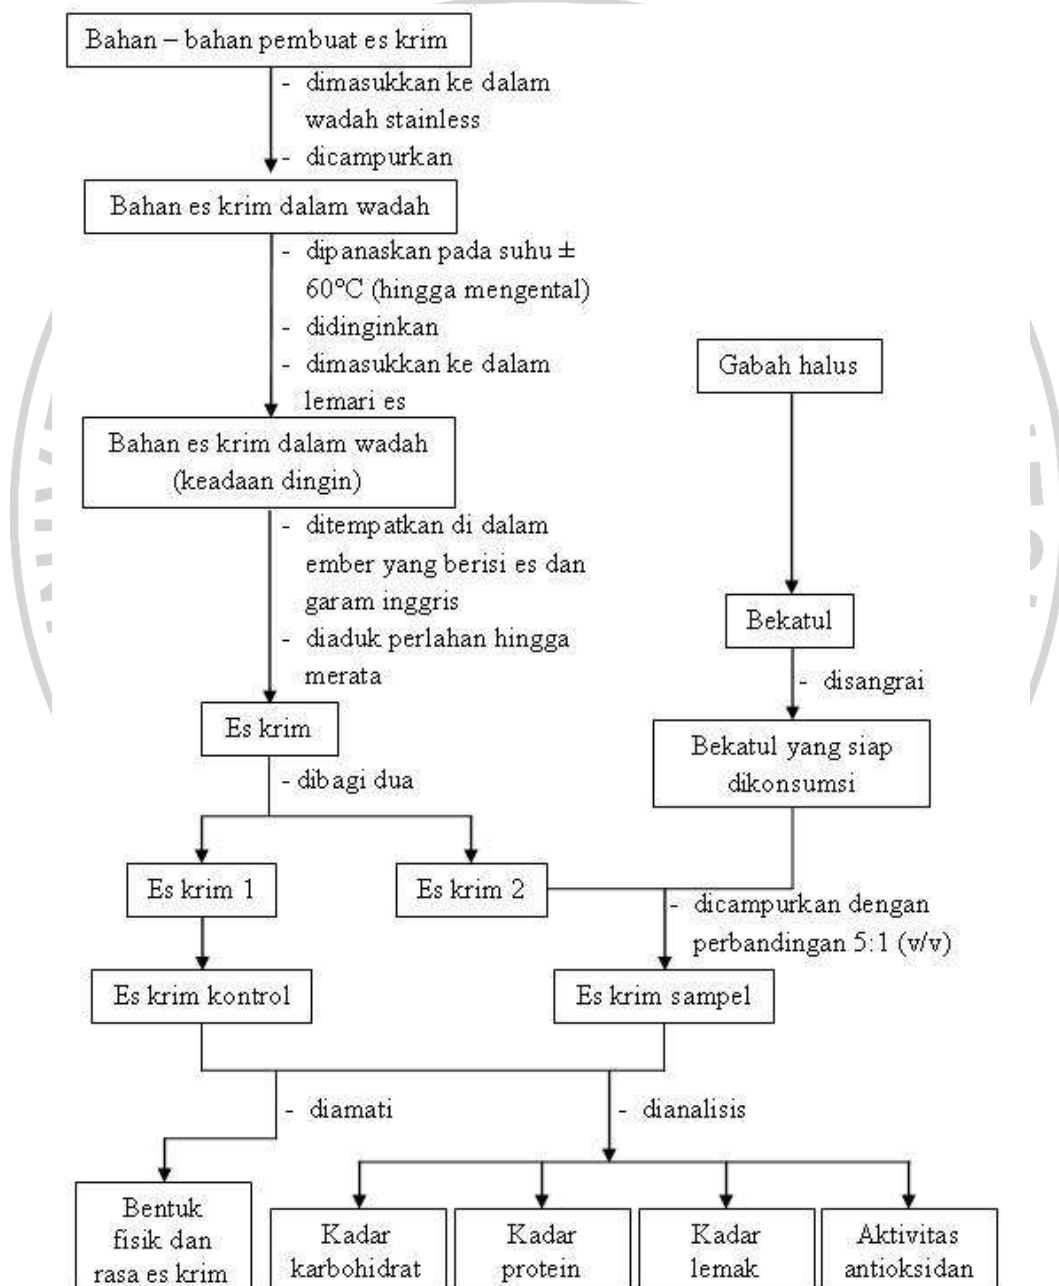 Bahan – bahan pembuat es krim
- dimasukkan ke dalam
wadah stainless
- dicampurkan
Bahan es krim dalam wadah
- dipanaskan pada suhu ±
60°C (hingga mengental)
- didinginkan
- dimasukkan ke dalam
lemari es
Bahan es krim dalam wadah
(keadaan dingin)
- ditempatkan di dalam
ember yang berisi es dan
garam inggris
- diaduk perlahan hingga
merata
Es krim
- dibagi dua
Gabah halus
Bekatul
- disangrai
Bekatul yang siap
dikonsumsi
Es krim 1
Es krim 2
- dicampurkan dengan
perbandingan 5:1 (v/v)
Es krim kontrol
Es krim sampel
- diamati
- dianalisis
Bentuk
fisik dan
rasa es krim
Kadar
karbohidrat
Kadar
protein
Kadar
lemak
Aktivitas
antioksidan